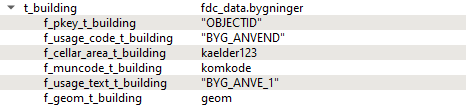 t_building fdc_data.bygninger
f_pkey_t_building "OBJECTID"
f_usage_code_t_building "BYG_ANVEND"
f_cellar_area_t_building kaelder123
f_muncode_t_building komkode
f_usage_text_t_building "BYG_ANVE_1"
f_geom_t_building geom